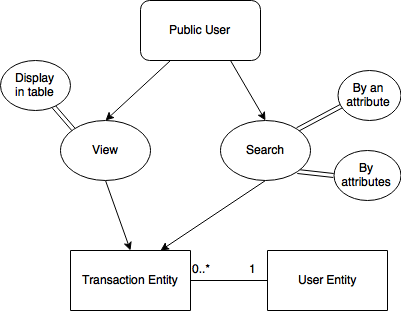 Public User
Display
in table
By an
attribute
View
Search
By
attributes
0..*
1
Transaction Entity
User Entity